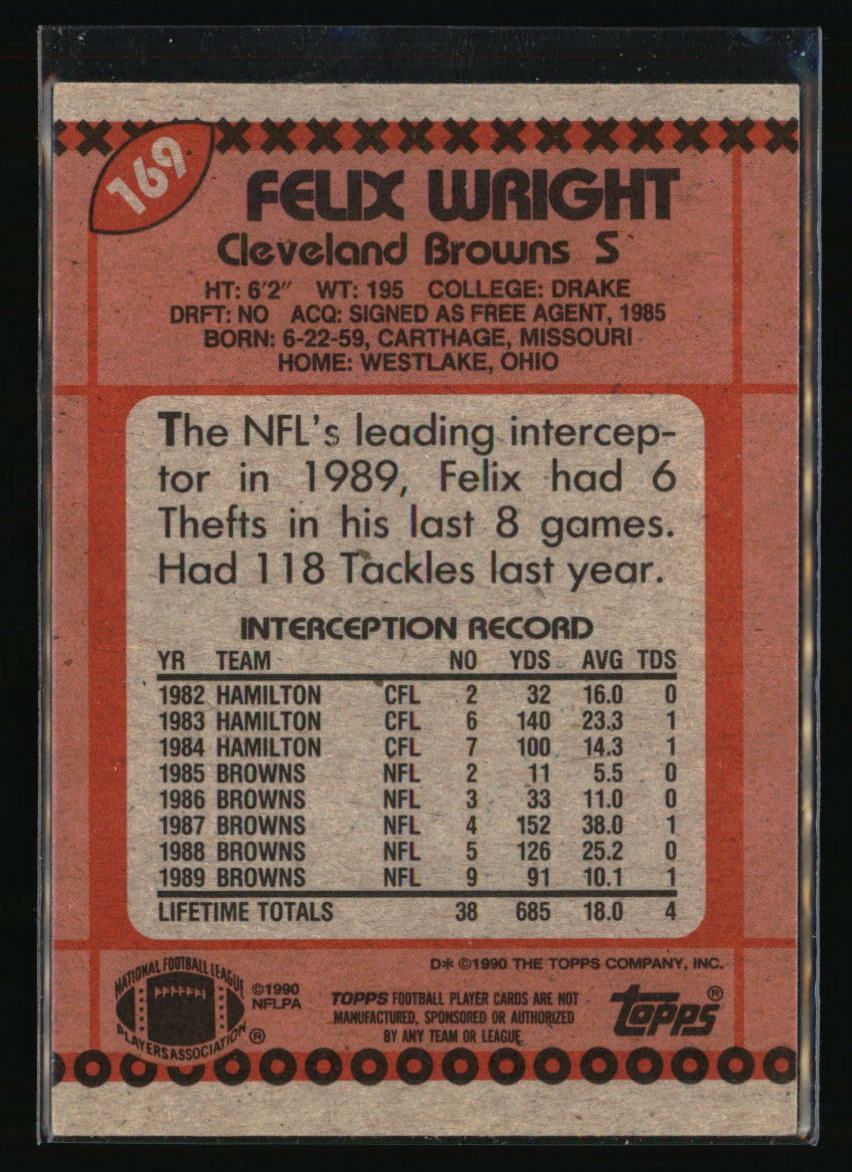 169
FELIX WRIGHT
Cleveland Browns S
HT: 6'2" WT: 195 COLLEGE: DRAKE
DRFT: NO ACQ: SIGNED AS FREE AGENT, 1985
BORN: 6-22-59, CARTHAGE, MISSOURI
HOME: WESTLAKE, OHIO
The NFL's leading intercep-
tor in 1989, Felix had 6
Thefts in his last 8 games.
Had 118 Tackles last year.
INTERCEPTION RECORD
YR TEAM NO YDS AVG TDS
1982 HAMILTON CFL 2 32 16.0 0
1983 HAMILTON CFL 6 140 23.3 1
1984 HAMILTON CFL 7 100 14.3 1
1985 BROWNS NFL 2 11 5.5 0
1986 BROWNS NFL 3 33 11.0 0
1987 BROWNS NFL 4 152 38.0 1
1988 BROWNS NFL 5 126 25.2 0
1989 BROWNS NFL 9 91 10.1 1
LIFETIME TOTALS 38 685 18.0 4
D* ©1990 THE TOPPS COMPANY, INC.
NATIONAL FOOTBALL LEAGUE
PLAYERS ASSOCIATION ®
©1990
NFLPA
TOPPS FOOTBALL PLAYER CARDS ARE NOT
MANUFACTURED, SPONSORED OR AUTHORIZED
BY ANY TEAM OR LEAGUE.
topps®